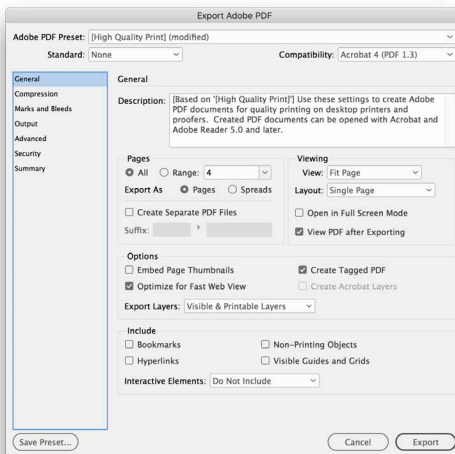 Export Adobe PDF
Adobe PDF Preset: [High Quality Print] (modified)
Standard: None
Compatibility: Acrobat 4 (PDF 1.3)
General
Compression
Marks and Bleeds
Output
Advanced
Security
Summary
General
Description: [Based on '[High Quality Print]'] Use these settings to create Adobe
PDF documents for quality printing on desktop printers and
proofers. Created PDF documents can be opened with Acrobat and
Adobe Reader 5.0 and later.
Pages
All Range: 4
Export As Pages Spreads
Create Separate PDF Files
Suffix:
Viewing
View: Fit Page
Layout: Single Page
Open in Full Screen Mode
View PDF after Exporting
Options
Embed Page Thumbnails Create Tagged PDF
Optimize for Fast Web View Create Acrobat Layers
Export Layers: Visible & Printable Layers
Include
Bookmarks Non-Printing Objects
Hyperlinks Visible Guides and Grids
Interactive Elements: Do Not Include
Save Preset... Cancel Export